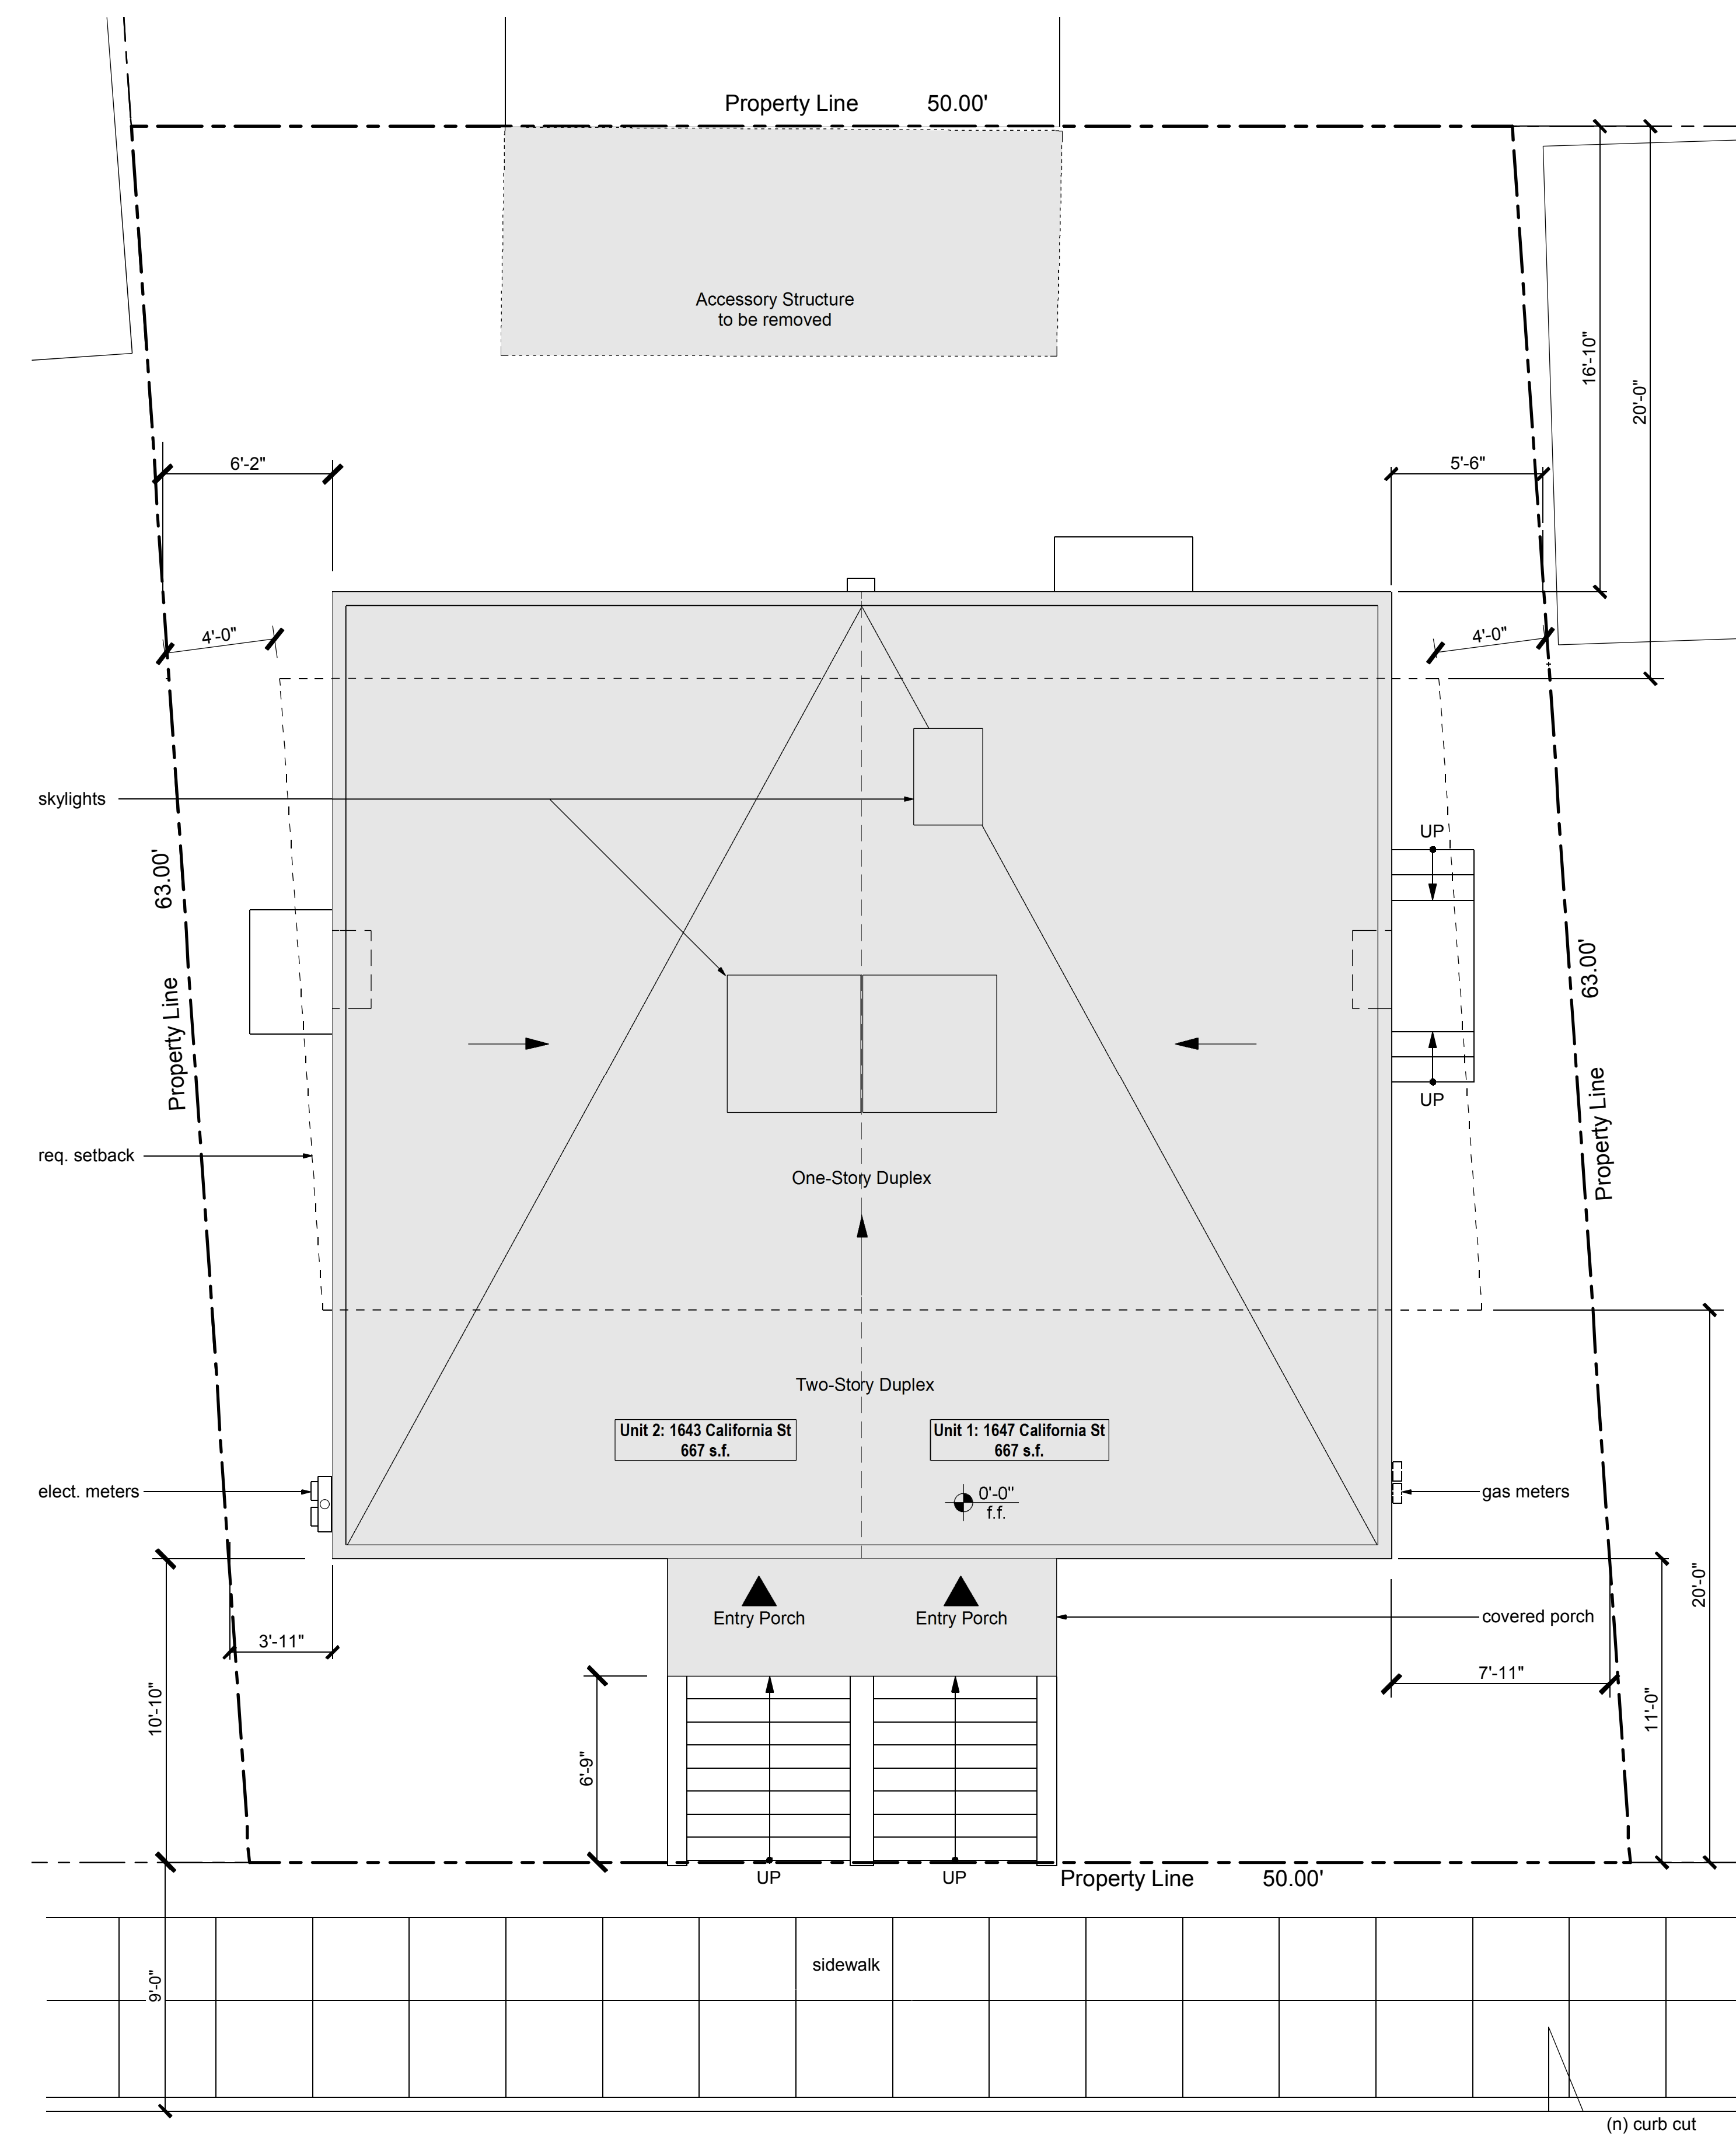 Property Line 50.00'
Accessory Structure
to be removed
16'-10"
20'-0"
6'-2"
5'-6"
4'-0"
4'-0"
skylights
UP
63.00'
Property Line
63.00'
Property Line
UP
req. setback
One-Story Duplex
Two-Story Duplex
Unit 2: 1643 California St
667 s.f.
Unit 1: 1647 California St
667 s.f.
elect. meters
0'-0"
f.f.
gas meters
Entry Porch
Entry Porch
covered porch
20'-0"
3'-11"
7'-11"
10'-10"
11'-0"
6'-9"
UP
UP
Property Line 50.00'
sidewalk
9'-0"
(n) curb cut